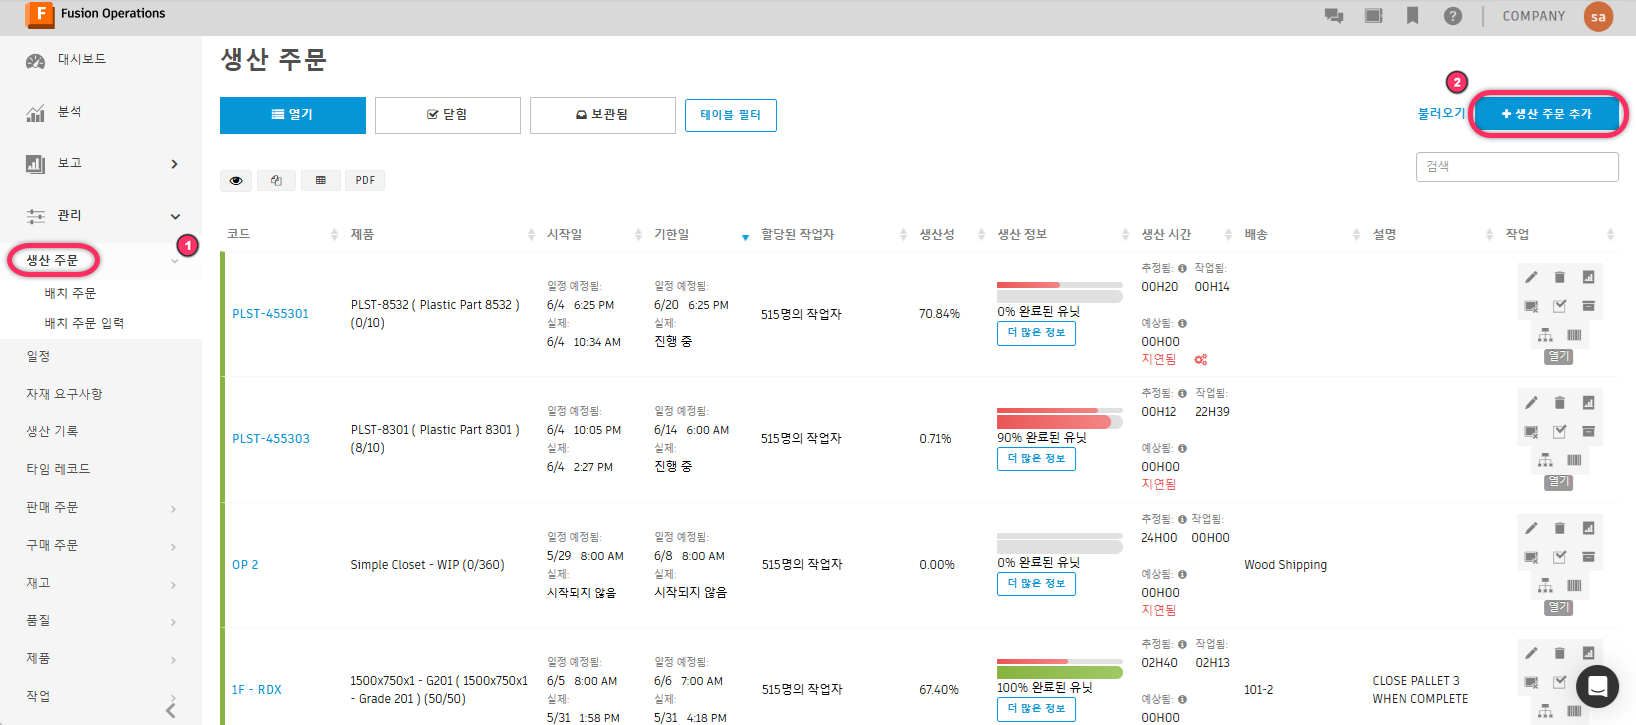 F Fusion Operations
COMPANY sa
대시보드
분석
보고
관리
1
생산 주문
배치 주문
배치 주문 입력
일정
자재 요구사항
생산 기록
타임 레코드
판매 주문
구매 주문
재고
품질
제품
작업
생산 주문
열기 닫힘 보관됨 테이블 필터
2
불러오기 생산 주문 추가
PDF
검색
코드 제품 시작일 기한일 할당된 작업자 생산성 생산 정보 생산 시간 배송 설명 작업
PLST-455301
PLST-8532 ( Plastic Part 8532 )
(0/10)
일정 예정됨:
6/4 6:25 PM
실제:
6/4 10:34 AM
일정 예정됨:
6/20 6:25 PM
실제:
진행 중
515명의 작업자
70.84%
0% 완료된 유닛
더 많은 정보
추정됨: 작업됨:
00H20 00H14
예상됨:
00H00
지연됨
열기
PLST-455303
PLST-8301 ( Plastic Part 8301 )
(8/10)
일정 예정됨:
6/4 10:05 PM
실제:
6/4 2:27 PM
일정 예정됨:
6/14 6:00 AM
실제:
진행 중
515명의 작업자
0.71%
90% 완료된 유닛
더 많은 정보
추정됨: 작업됨:
00H12 22H39
예상됨:
00H00
지연됨
열기
OP 2
Simple Closet - WIP (0/360)
일정 예정됨:
5/29 8:00 AM
실제:
시작되지 않음
일정 예정됨:
6/8 8:00 AM
실제:
시작되지 않음
515명의 작업자
0.00%
0% 완료된 유닛
더 많은 정보
추정됨: 작업됨:
24H00 00H00
예상됨:
00H00
지연됨
Wood Shipping
열기
1F - RDX
1500x750x1 - G201 ( 1500x750x1
- Grade 201 ) (50/50)
일정 예정됨:
6/5 8:00 AM
실제:
5/31 1:58 PM
일정 예정됨:
6/6 7:00 AM
실제:
5/31 4:18 PM
515명의 작업자
67.40%
100% 완료된 유닛
더 많은 정보
추정됨: 작업됨:
02H40 02H13
예상됨:
00H00
101-2
CLOSE PALLET 3
WHEN COMPLETE